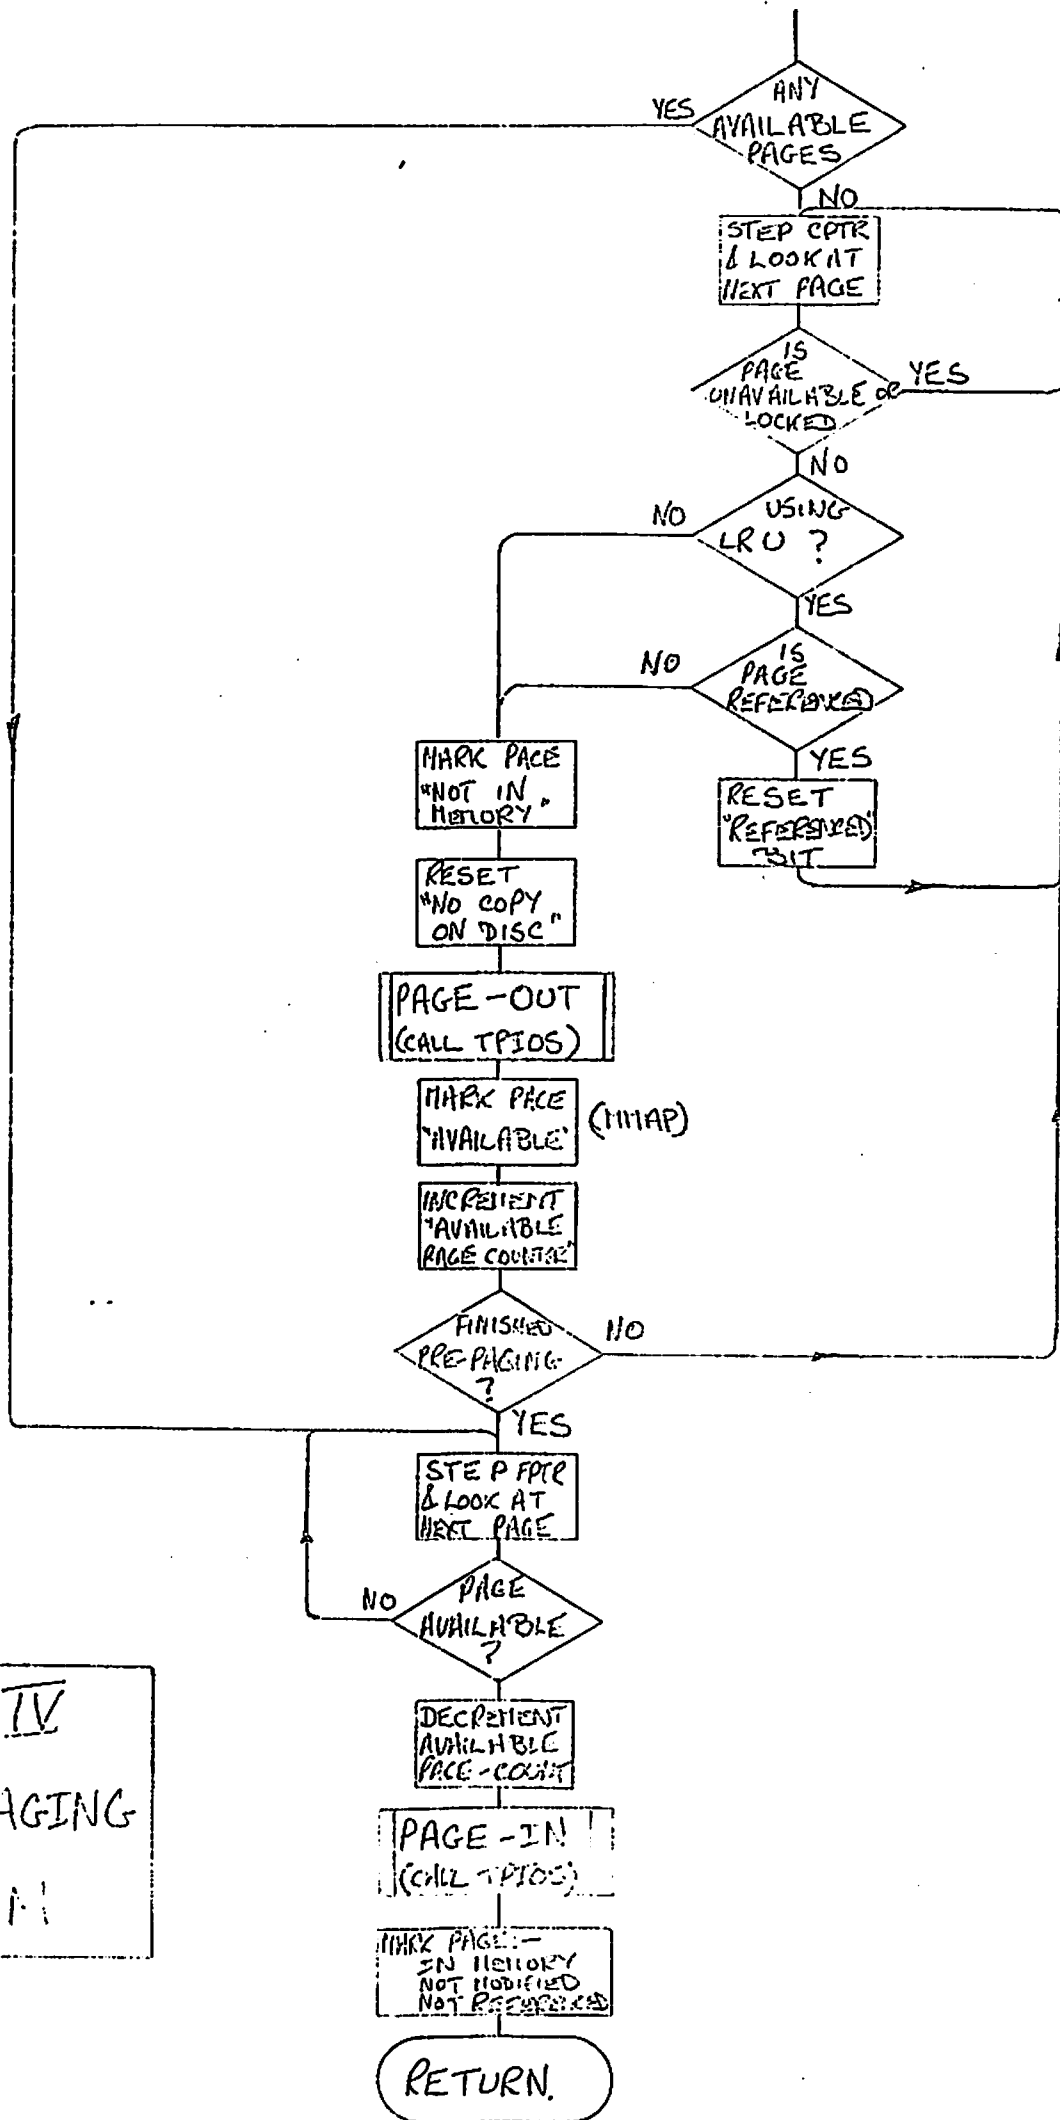 ANY
AVAILABLE
PAGES
YES
NO
STEP CPTR
& LOOK AT
NEXT PAGE
IS
PAGE
UNAVAILABLE OR
LOCKED
YES
NO
USING
LRU ?
NO
YES
IS
PAGE
REFERENCED
NO
YES
RESET
"REFERENCED"
BIT
MARK PAGE
"NOT IN
MEMORY"
RESET
"NO COPY
ON DISC"
PAGE-OUT
(CALL TPIOS)
MARK PAGE
"AVAILABLE"
(MMAP)
INCREMENT
"AVAILABLE
PAGE COUNTER"
FINISHED
PRE-PAGING
?
NO
YES
STEP FPTR
& LOOK AT
NEXT PAGE
PAGE
AVAILABLE
?
NO
DECREMENT
AVAILABLE
PAGE-COUNT
PAGE-IN
(CALL TPIOS)
MARK PAGE:-
IN MEMORY
NOT MODIFIED
NOT REFERENCED
RETURN.
IV
AGING
M